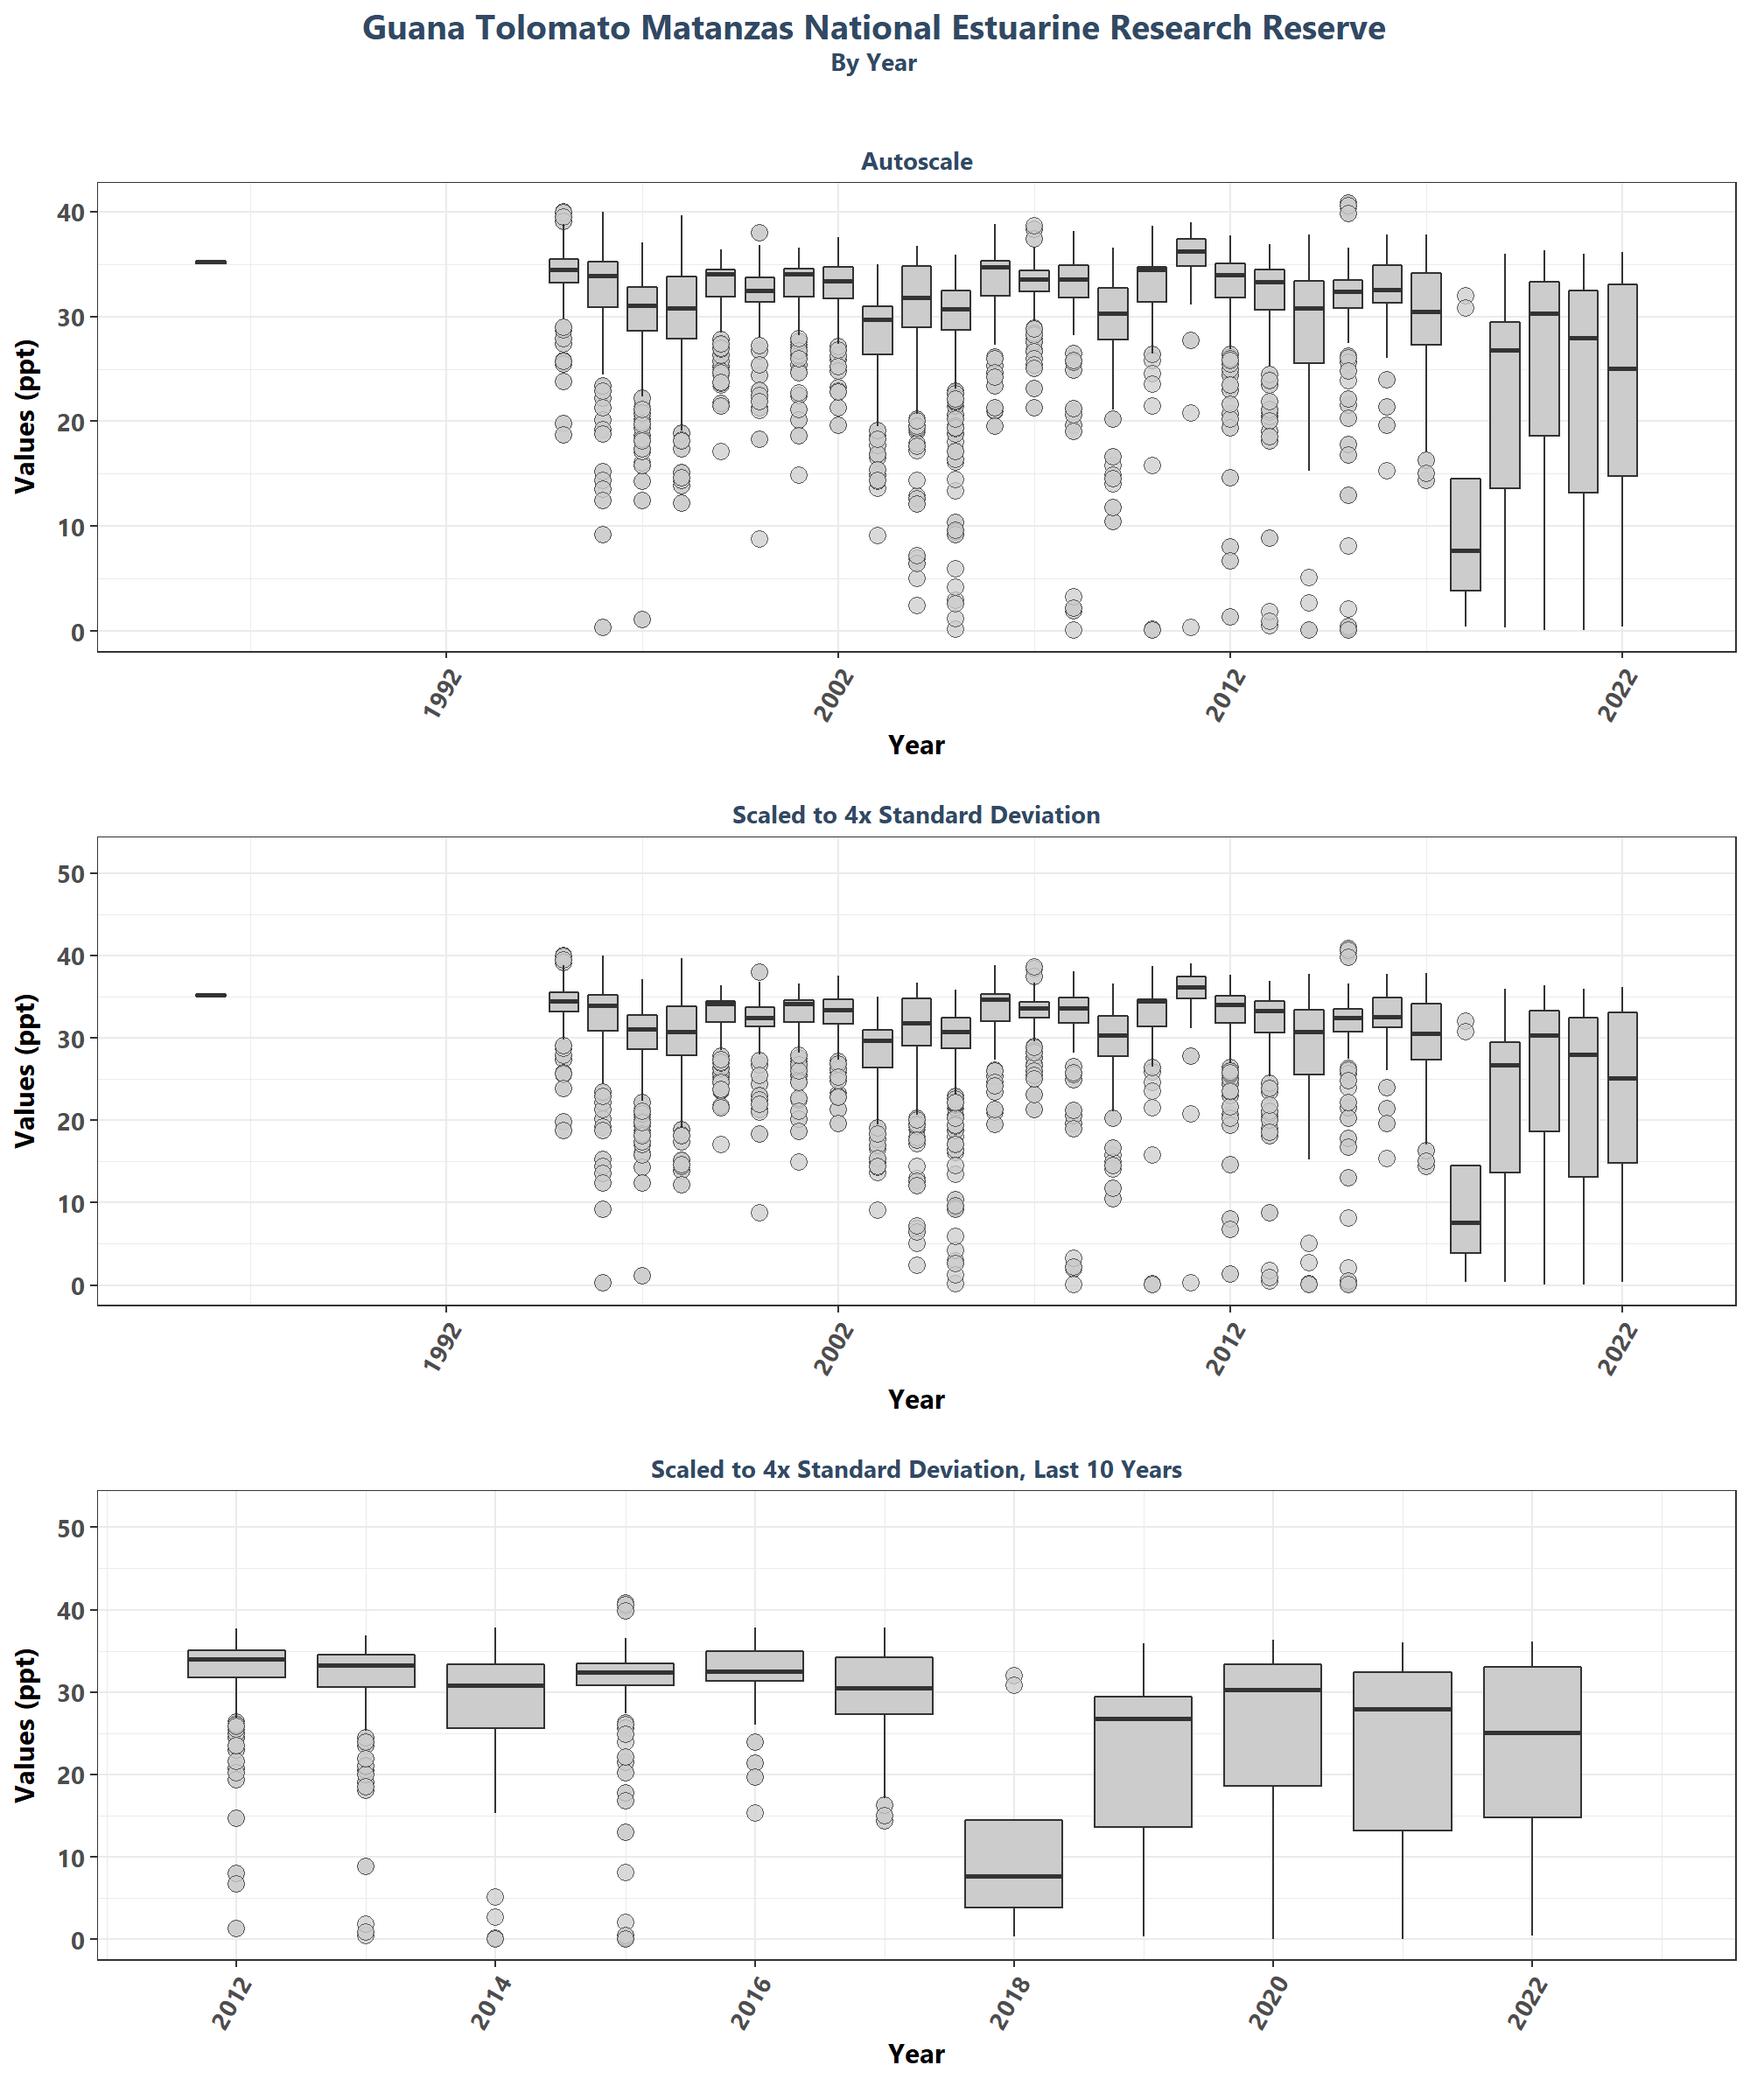 Guana Tolomato Matanzas National Estuarine Research Reserve
By Year
Autoscale
Values (ppt)
40
30
20
10
0
1992
2002
2012
2022
Year
Scaled to 4x Standard Deviation
Values (ppt)
50
40
30
20
10
0
1992
2002
2012
2022
Year
Scaled to 4x Standard Deviation, Last 10 Years
Values (ppt)
50
40
30
20
10
0
2012
2014
2016
2018
2020
2022
Year